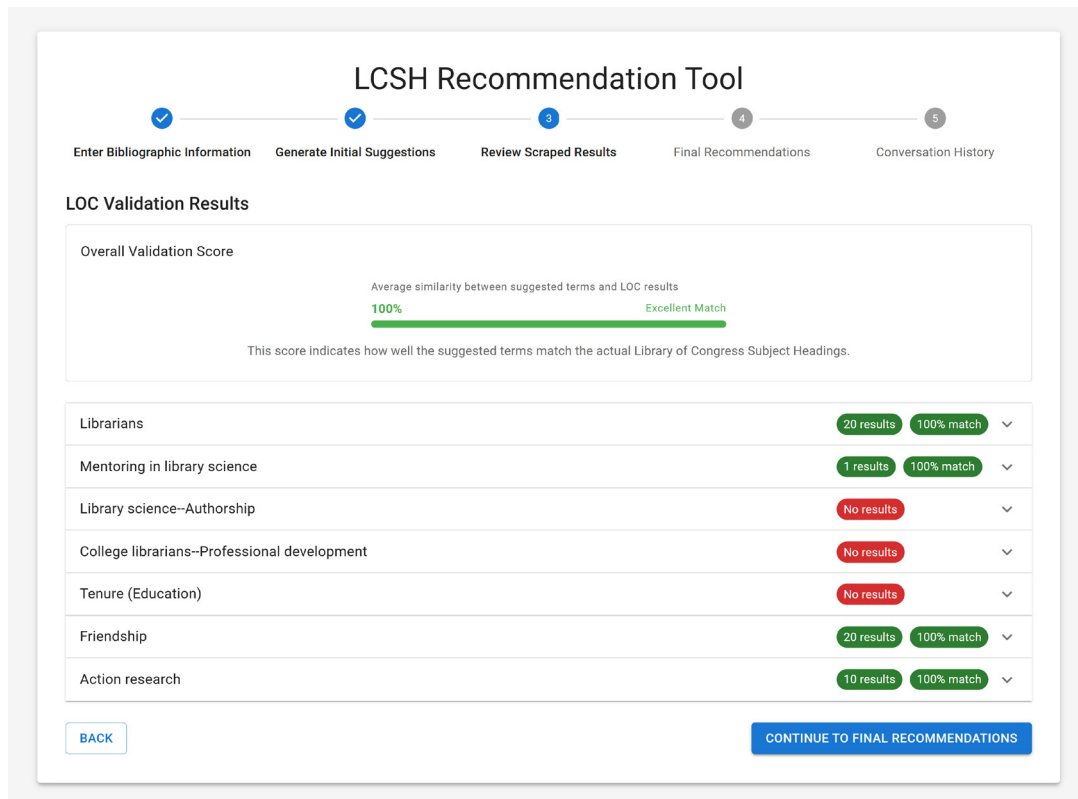 LCSH Recommendation Tool
3
4
5
Enter Bibliographic Information
Generate Initial Suggestions
Review Scraped Results
Final Recommendations
Conversation History
LOC Validation Results
Overall Validation Score
Average similarity between suggested terms and LOC results
100% Excellent Match
This score indicates how well the suggested terms match the actual Library of Congress Subject Headings.
Librarians 20 results 100% match
Mentoring in library science 1 results 100% match
Library science--Authorship No results
College librarians--Professional development No results
Tenure (Education) No results
Friendship 20 results 100% match
Action research 10 results 100% match
BACK CONTINUE TO FINAL RECOMMENDATIONS